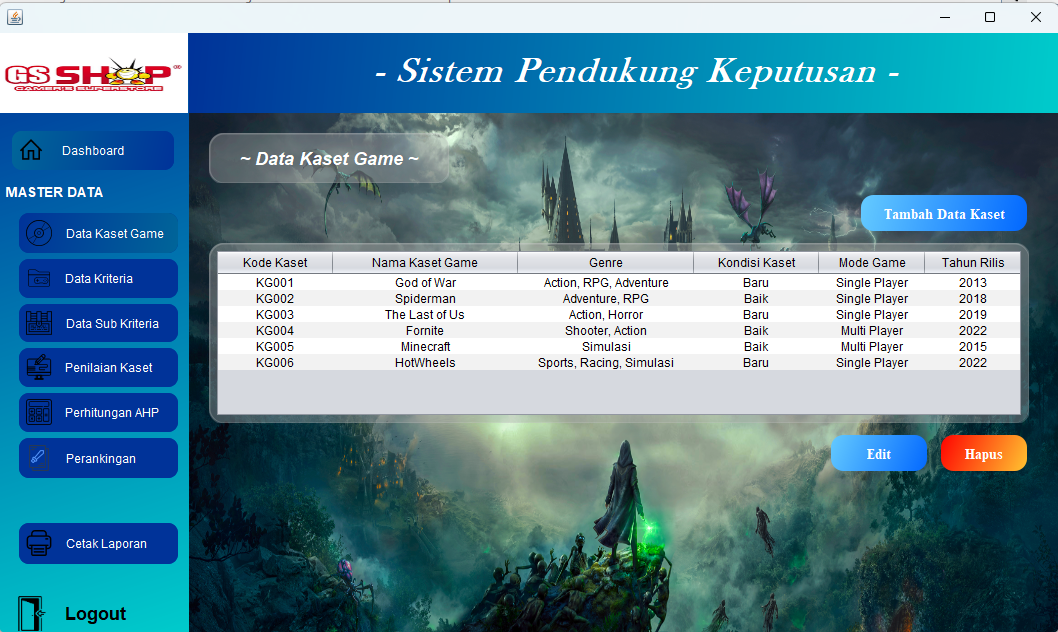 GS SHOP
GAMER'S SUPERSTORE
- Sistem Pendukung Keputusan -
Dashboard
MASTER DATA
Data Kaset Game
Data Kriteria
Data Sub Kriteria
Penilaian Kaset
Perhitungan AHP
Perankingan
Cetak Laporan
Logout
~ Data Kaset Game ~
Tambah Data Kaset
Kode Kaset Nama Kaset Game Genre Kondisi Kaset Mode Game Tahun Rilis
KG001 God of War Action, RPG, Adventure Baru Single Player 2013
KG002 Spiderman Adventure, RPG Baik Single Player 2018
KG003 The Last of Us Action, Horror Baru Single Player 2019
KG004 Fornite Shooter, Action Baik Multi Player 2022
KG005 Minecraft Simulasi Baik Multi Player 2015
KG006 HotWheels Sports, Racing, Simulasi Baru Single Player 2022
Edit
Hapus